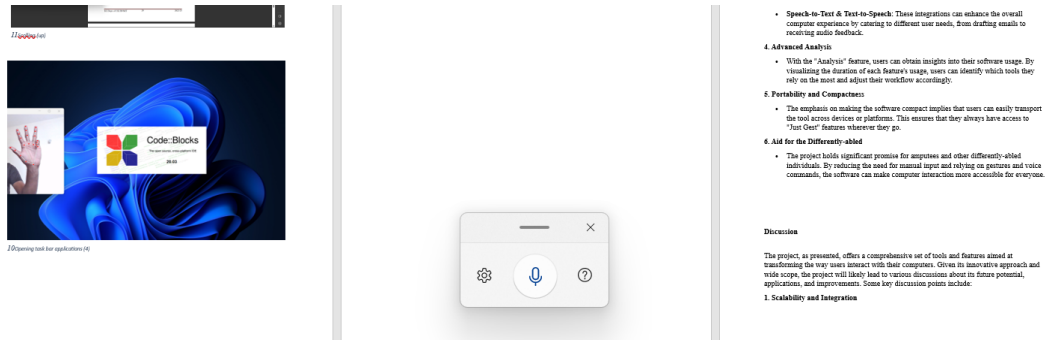 11
10Opening task bar applications (4)
Code::Blocks
The open source, cross-platform IDE
20.03
• Speech-to-Text & Text-to-Speech: These integrations can enhance the overall
computer experience by catering to different user needs, from drafting emails to
receiving audio feedback.
4. Advanced Analysis
• With the "Analysis" feature, users can obtain insights into their software usage. By
visualizing the duration of each feature's usage, users can identify which tools they
rely on the most and adjust their workflow accordingly.
5. Portability and Compactness
• The emphasis on making the software compact implies that users can easily transport
the tool across devices or platforms. This ensures that they always have access to
"Just Gest" features wherever they go.
6. Aid for the Differently-abled
• The project holds significant promise for amputees and other differently-abled
individuals. By reducing the need for manual input and relying on gestures and voice
commands, the software can make computer interaction more accessible for everyone.
Discussion
The project, as presented, offers a comprehensive set of tools and features aimed at
transforming the way users interact with their computers. Given its innovative approach and
wide scope, the project will likely lead to various discussions about its future potential,
applications, and improvements. Some key discussion points include:
1. Scalability and Integration